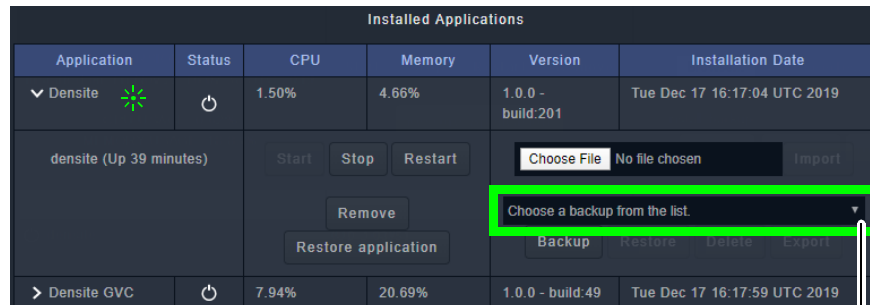 Installed Applications
Application Status CPU Memory Version Installation Date
Densite 1.50% 4.66% 1.0.0 - build:201 Tue Dec 17 16:17:04 UTC 2019
densite (Up 39 minutes) Start Stop Restart Choose File No file chosen Import
Remove Choose a backup from the list.
Restore application Backup Restore Delete Export
Densite GVC 7.94% 20.69% 1.0.0 - build:49 Tue Dec 17 16:17:59 UTC 2019